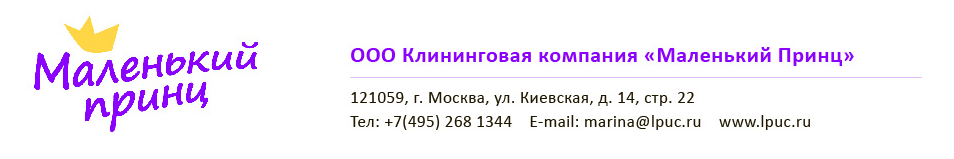 Маленький
принц
ООО Клининговая компания «Маленький Принц»
121059, г. Москва, ул. Киевская, д. 14, стр. 22
Тел: +7(495) 268 1344 E-mail: marina@lpuc.ru www.lpuc.ru